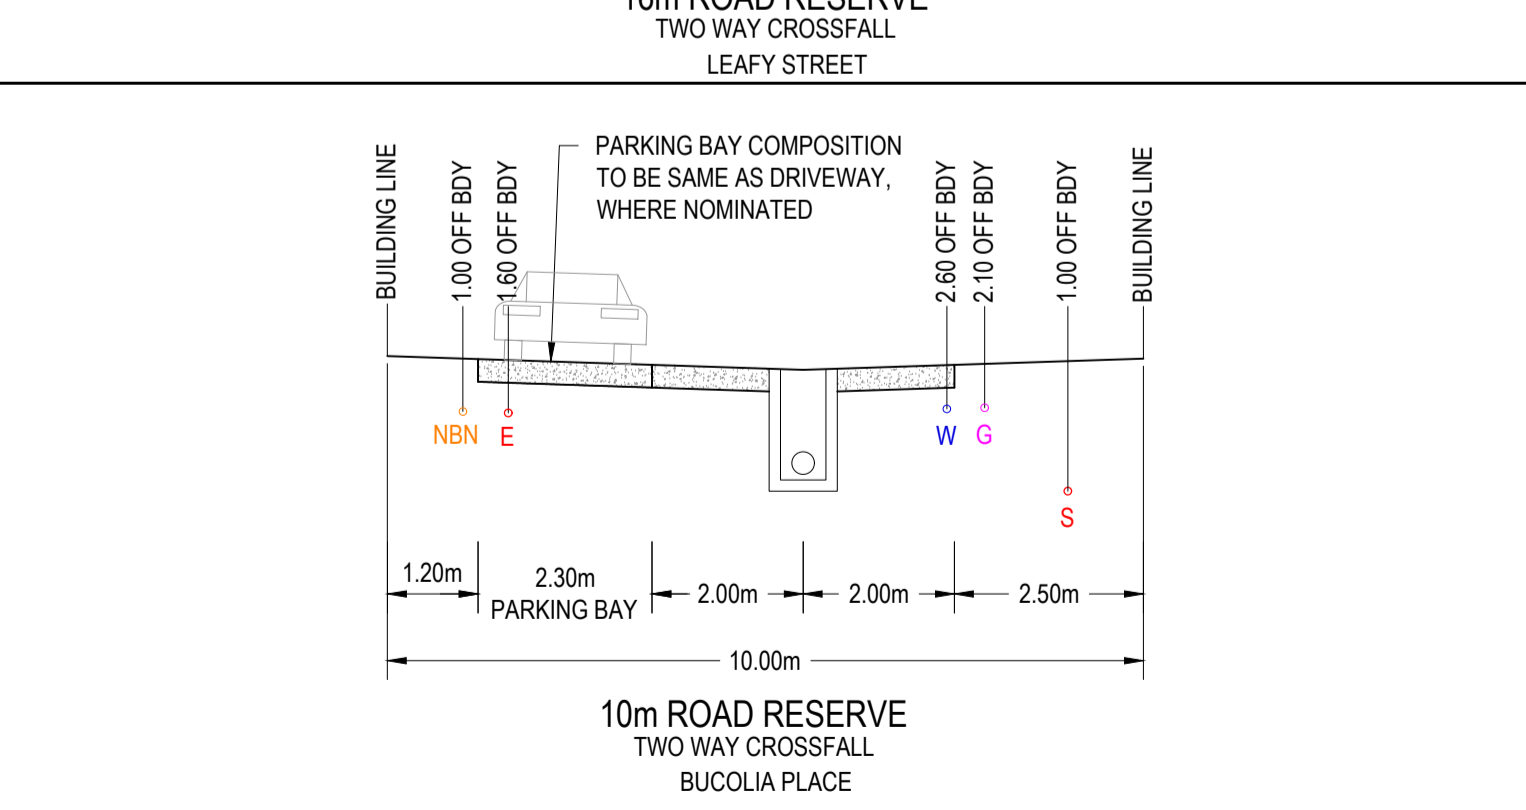 10m ROAD RESERVE
TWO WAY CROSSFALL
LEAFY STREET
BUILDING LINE
1.00 OFF BDY
1.60 OFF BDY
PARKING BAY COMPOSITION
TO BE SAME AS DRIVEWAY,
WHERE NOMINATED
2.60 OFF BDY
2.10 OFF BDY
1.00 OFF BDY
BUILDING LINE
NBN
E
W
G
S
1.20m
2.30m
PARKING BAY
2.00m
2.00m
2.50m
10.00m
10m ROAD RESERVE
TWO WAY CROSSFALL
BUCOLIA PLACE